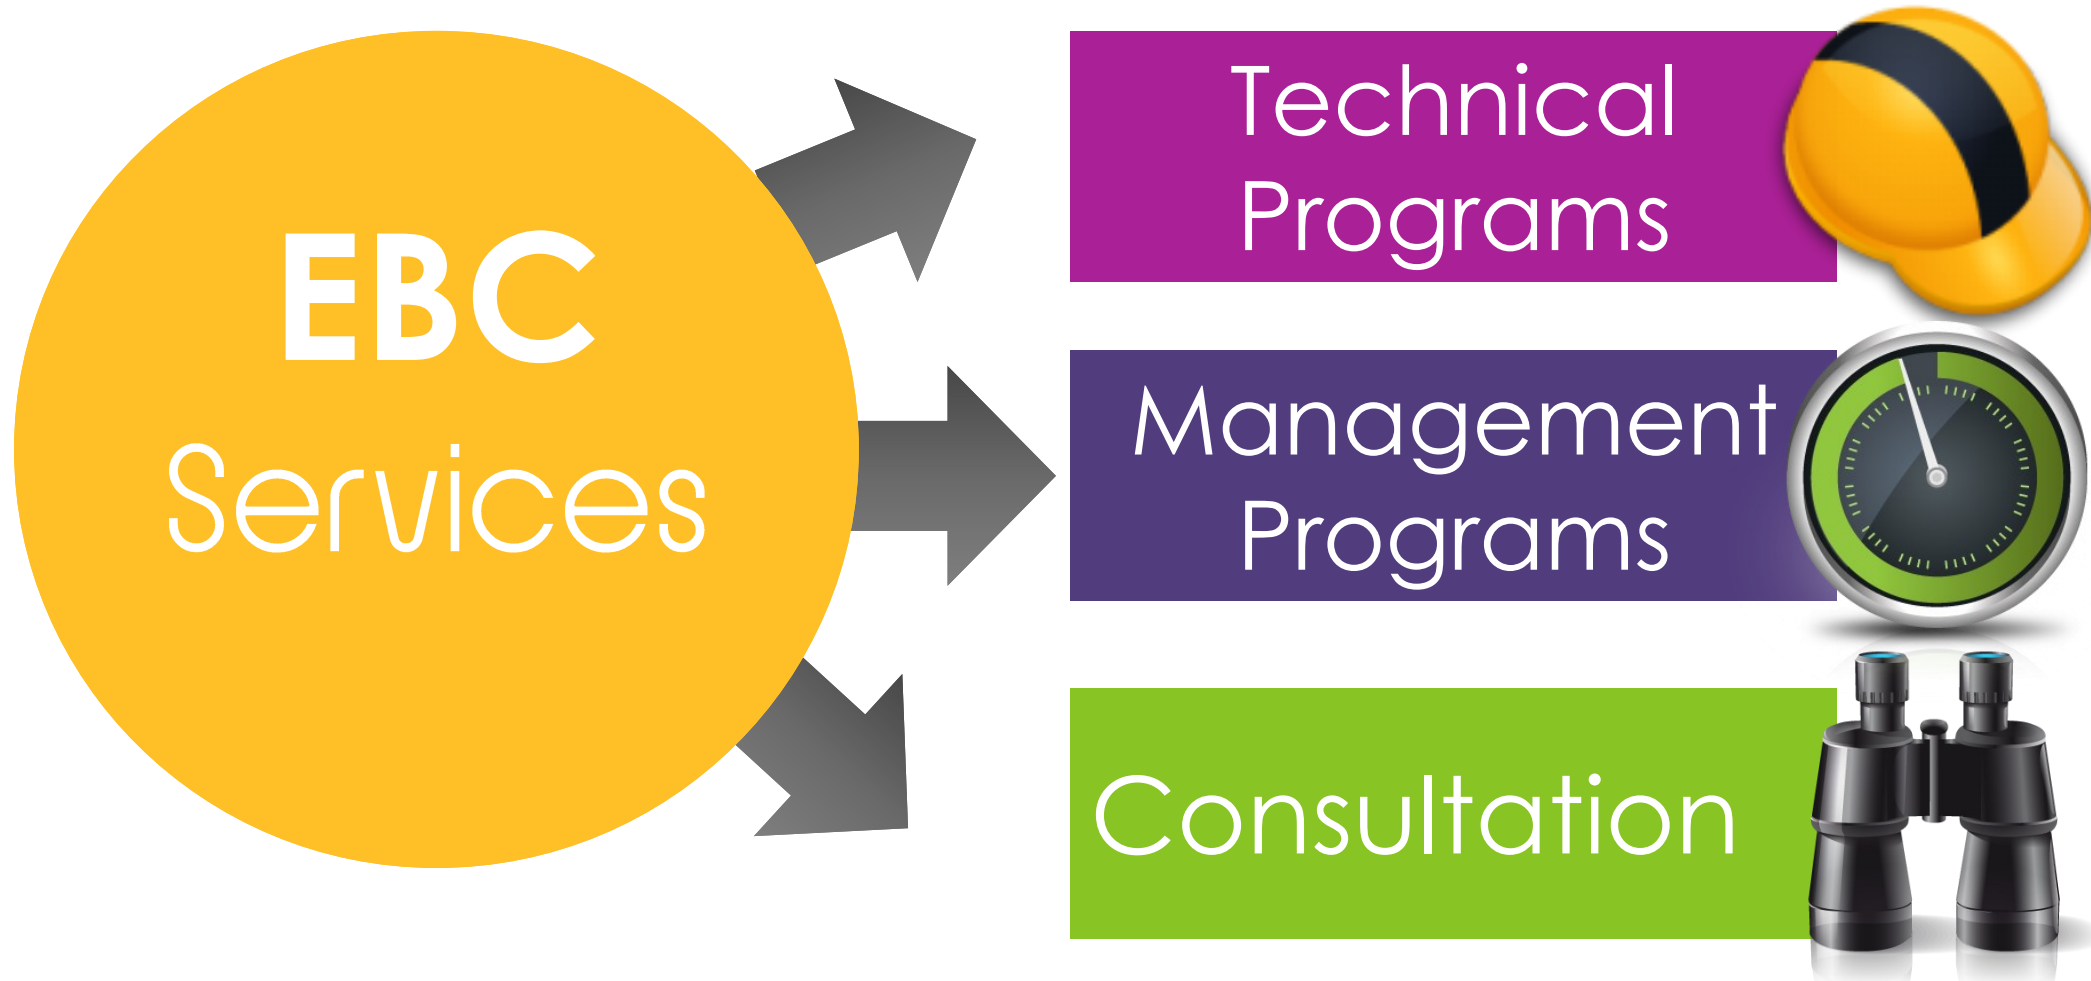 EBC
Services
Technical
Programs
Management
Programs
Consultation